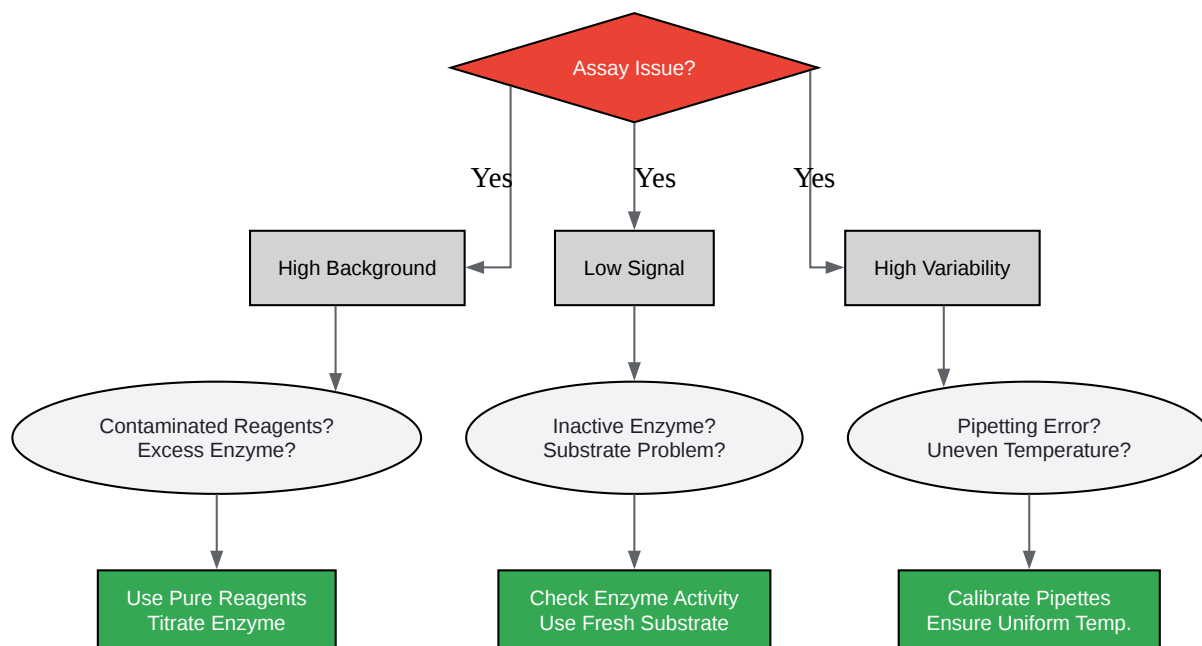 Assay Issue?
Yes
Yes
Yes
High Background
Low Signal
High Variability
Contaminated Reagents?
Excess Enzyme?
Inactive Enzyme?
Substrate Problem?
Pipetting Error?
Uneven Temperature?
Use Pure Reagents
Titrate Enzyme
Check Enzyme Activity
Use Fresh Substrate
Calibrate Pipettes
Ensure Uniform Temp.